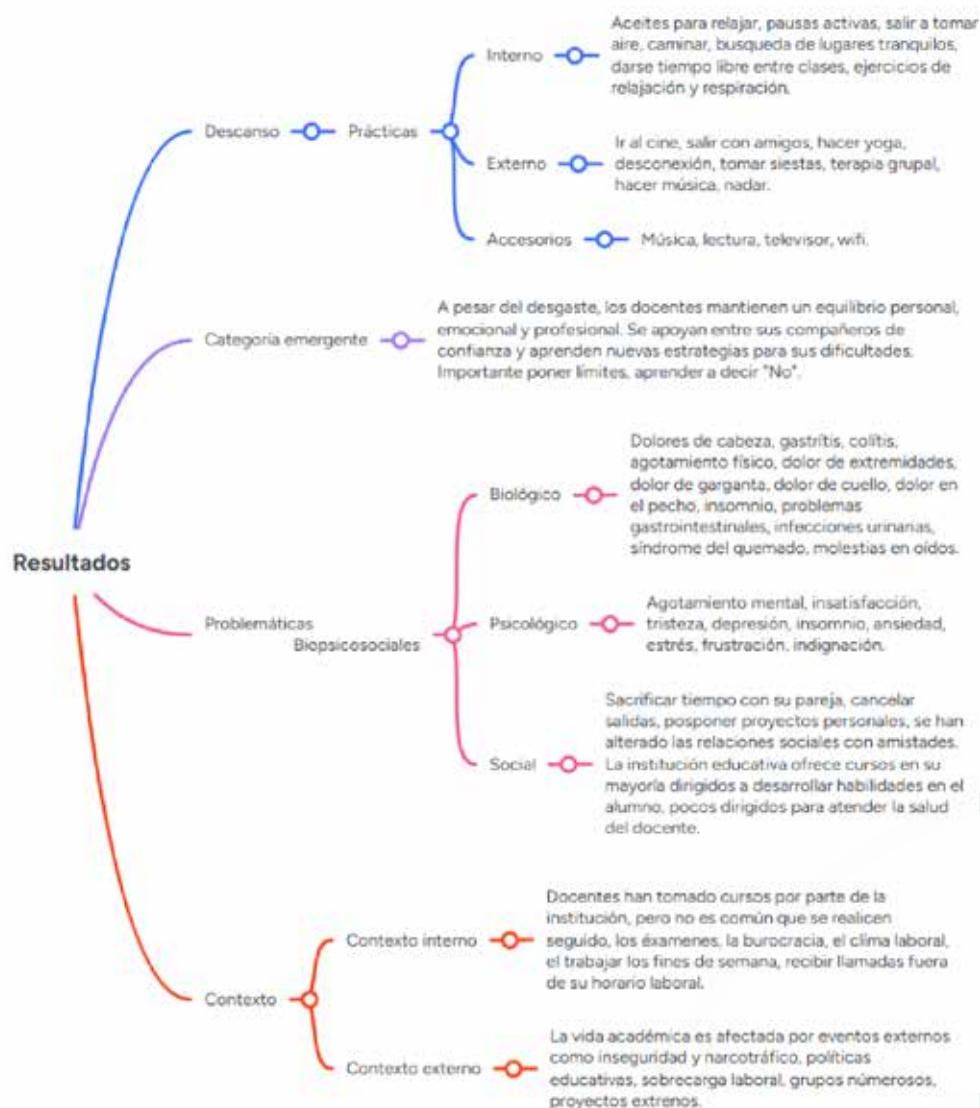 Aceites para relajar, pausas activas, salir a tomar
aire, caminar, busqueda de lugares tranquilos,
darse tiempo libre entre clases, ejercicios de
relajación y respiración.
Interno
Descanso
Prácticas
Ir al cine, salir con amigos, hacer yoga,
desconexión, tomar siestas, terapia grupal,
hacer música, nadar.
Externo
Accesorios
Música, lectura, televisor, wifi.
A pesar del desgaste, los docentes mantienen un equilibrio personal,
emocional y profesional. Se apoyan entre sus compañeros de
confianza y aprenden nuevas estrategias para sus dificultades.
Importante poner límites, aprender a decir "No".
Categoría emergente
Dolores de cabeza, gastrítis, colítis,
agotamiento físico, dolor de extremidades,
dolor de garganta, dolor de cuello, dolor en
el pecho, insomnio, problemas
gastrointestinales, infecciones urinarias,
síndrome del quemado, molestias en oídos.
Biológico
Resultados
Problemáticas
Biopsicosociales
Psicológico
Agotamiento mental, insatisfacción,
tristeza, depresión, insomnio, ansiedad,
estrés, frustración, indignación.
Sacrificar tiempo con su pareja, cancelar
salidas, posponer proyectos personales, se han
alterado las relaciones sociales con amistades.
La institución educativa ofrece cursos en su
mayoría dirigidos a desarrollar habilidades en el
alumno, pocos dirigidos para atender la salud
del docente.
Social
Docentes han tomado cursos por parte de la
institución, pero no es común que se realicen
seguido, los éxamenes, la burocracia, el clima laboral,
el trabajar los fines de semana, recibir llamadas fuera
de su horario laboral.
Contexto interno
Contexto
La vida académica es afectada por eventos externos
como inseguridad y narcotráfico, políticas
educativas, sobrecarga laboral, grupos númerosos,
proyectos extrenos.
Contexto externo